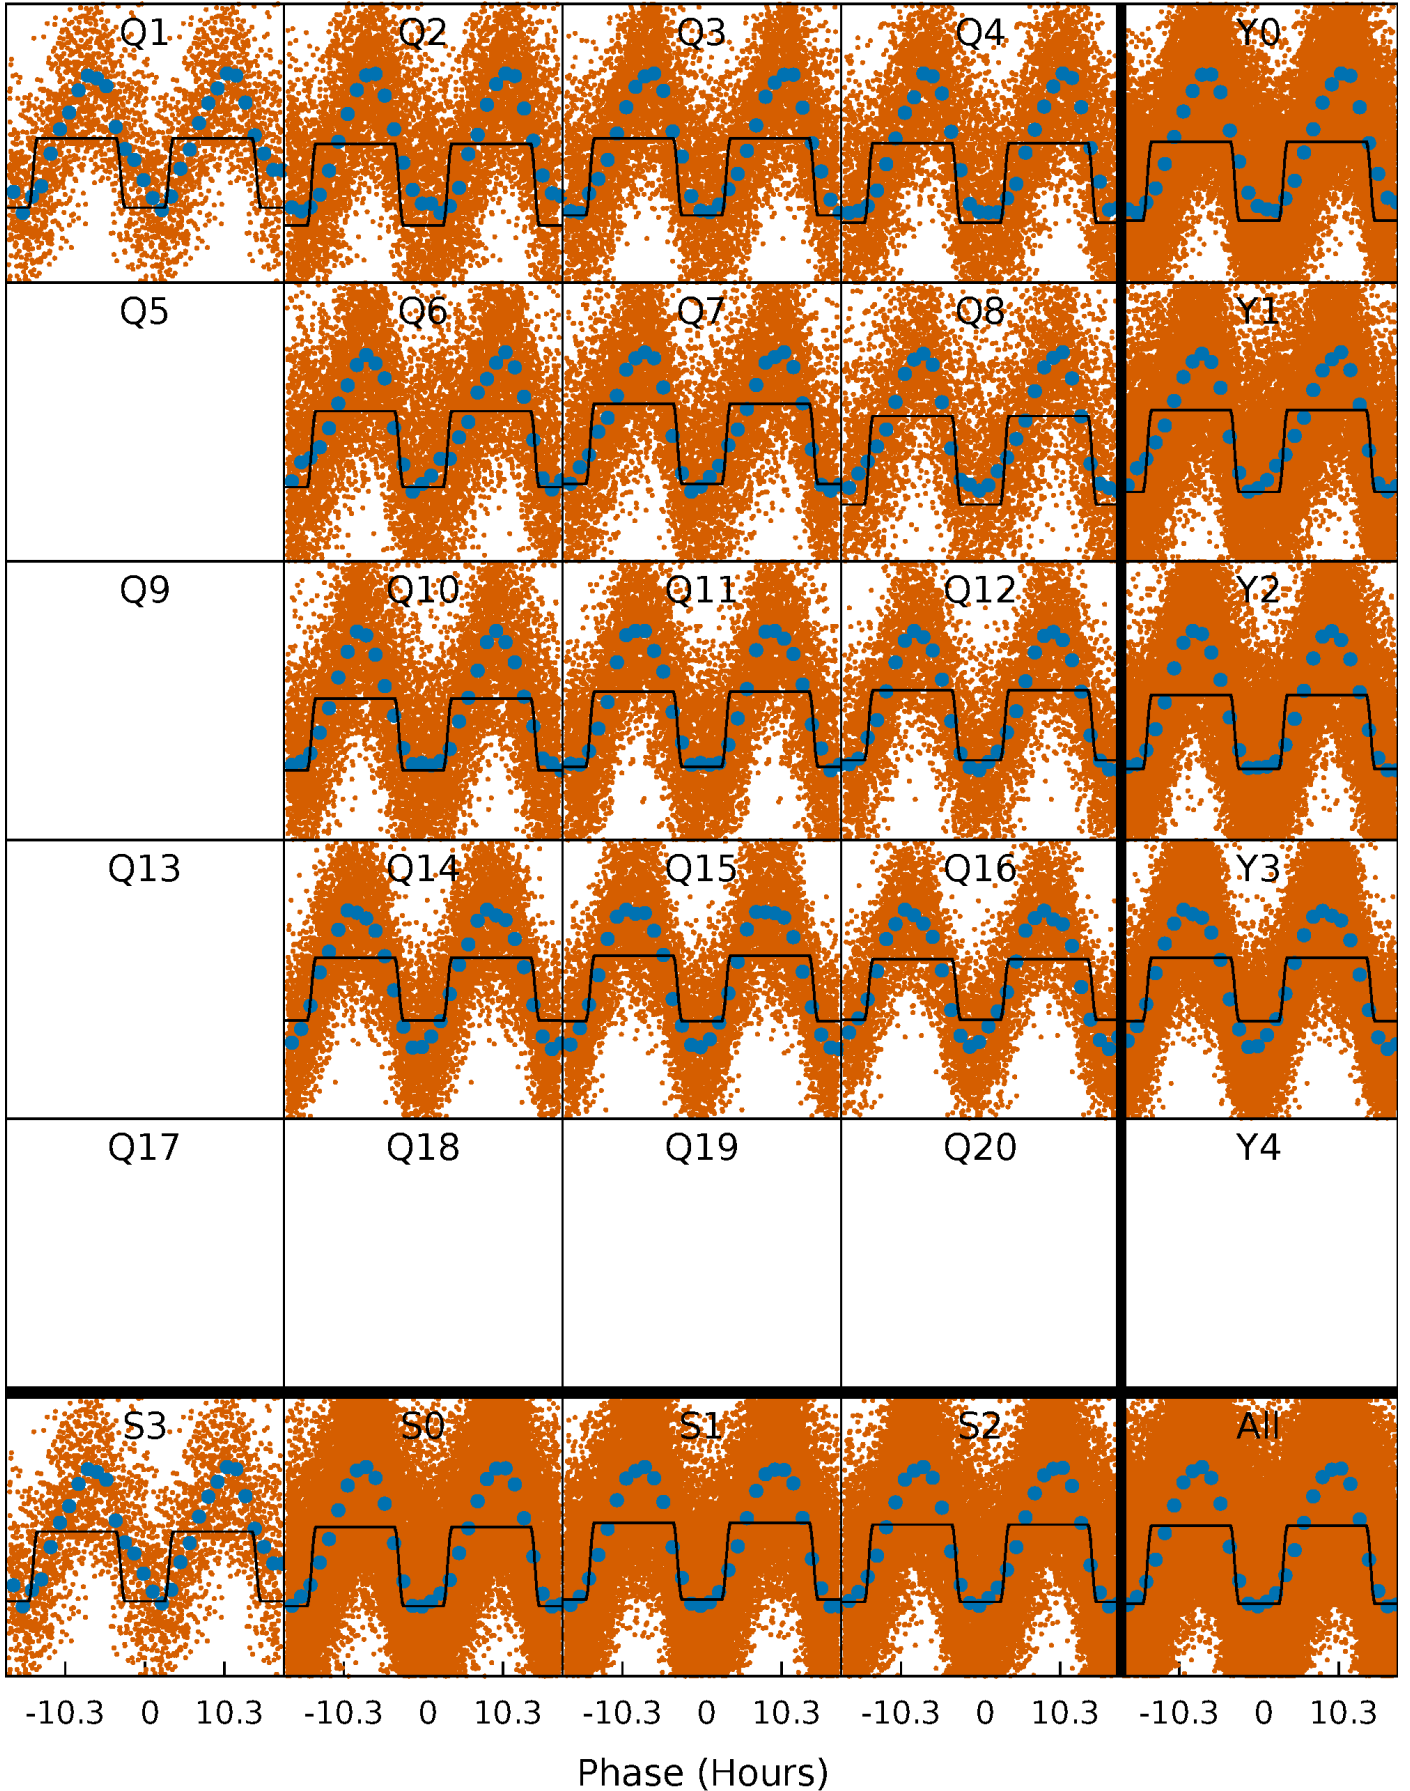 Q1 Q2 Q3 Q4 Y0
Q5 Q6 Q7 Q8 Y1
Q9 Q10 Q11 Q12 Y2
Q13 Q14 Q15 Q16 Y3
Q17 Q18 Q19 Q20 Y4
S3 S0 S1 S2 All
-10.3 0 10.3 -10.3 0 10.3 -10.3 0 10.3 -10.3 0 10.3 -10.3 0 10.3
Phase (Hours)